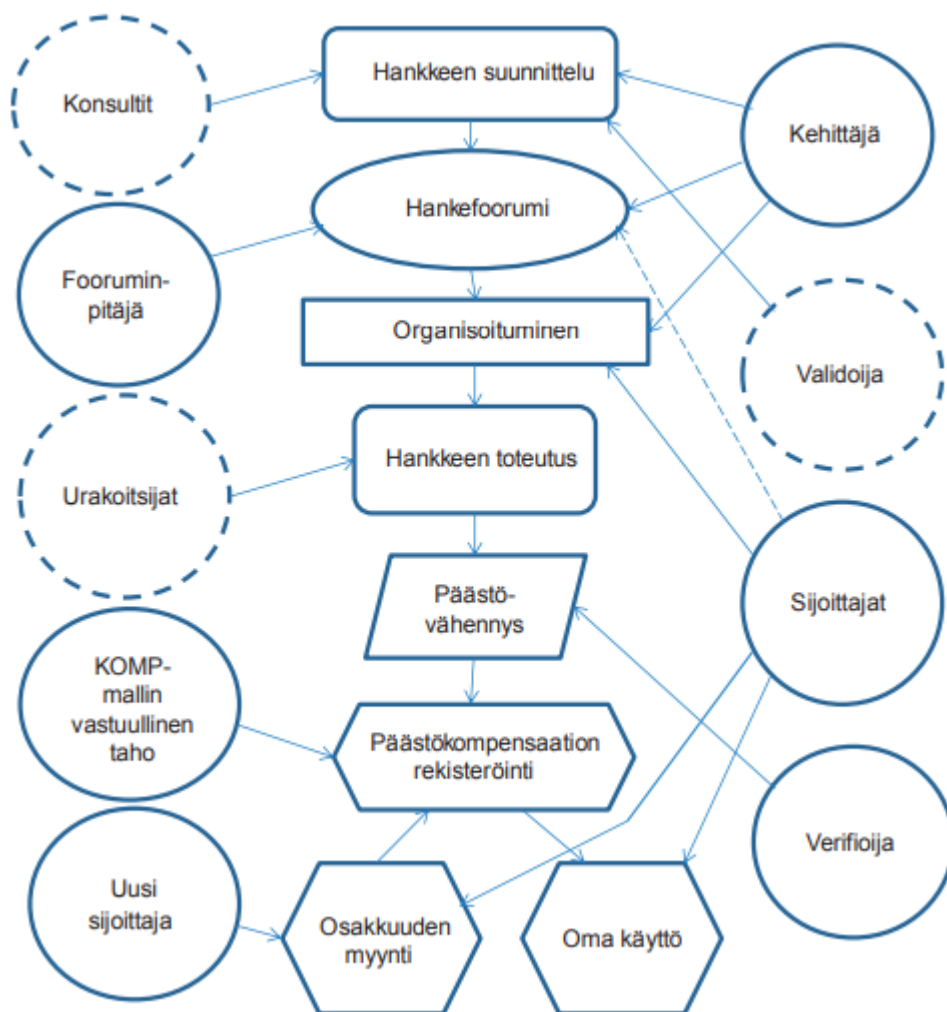 Hankkeen suunnittelu
Konsultit
Kehittäjä
Hankefoorumi
Foorumin-
pitäjä
Organisoituminen
Validoija
Hankkeen toteutus
Urakoitsijat
Päästö-
vähennys
Sijoittajat
KOMP-
mallin
vastuullinen
taho
Päästökompensaation
rekisteröinti
Verifioija
Uusi
sijoittaja
Osakkuuden
myynti
Oma käyttö